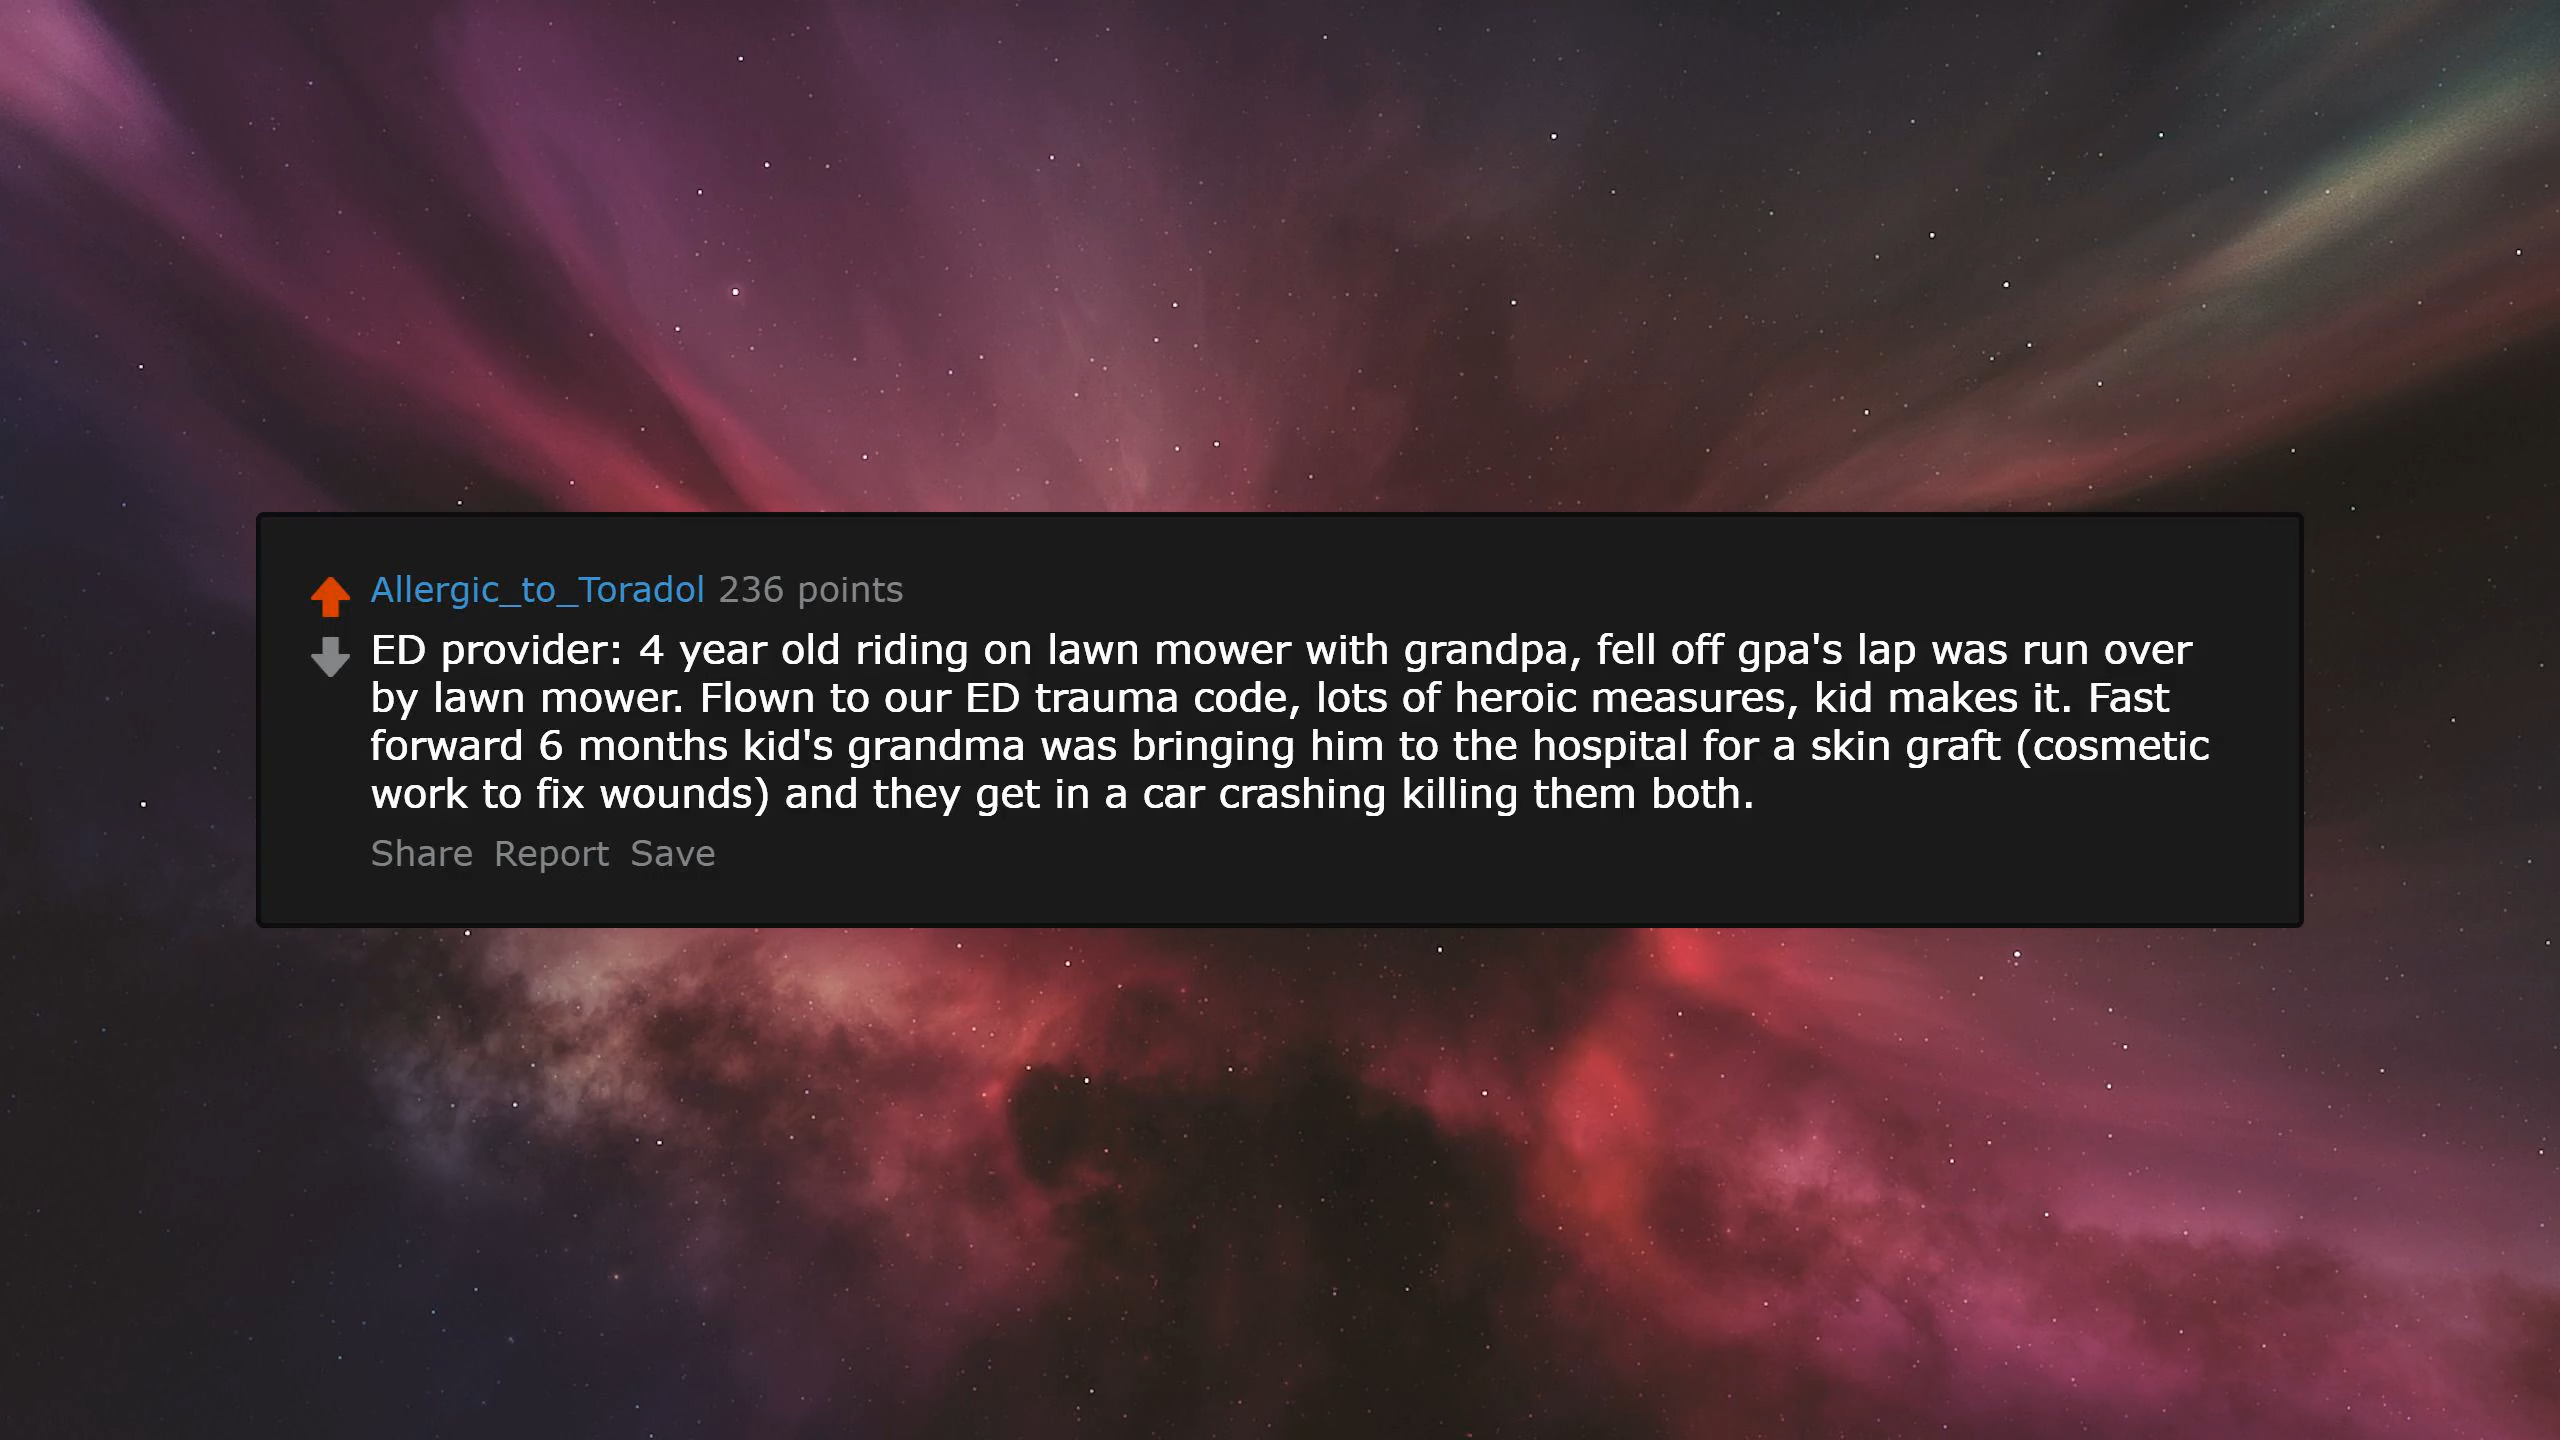 Allergic_to_Toradol 236 points
ED provider: 4 year old riding on lawn mower with grandpa, fell off gpa's lap was run over
by lawn mower. Flown to our ED trauma code, lots of heroic measures, kid makes it. Fast
forward 6 months kid's grandma was bringing him to the hospital for a skin graft (cosmetic
work to fix wounds) and they get in a car crashing killing them both.
Share Report Save